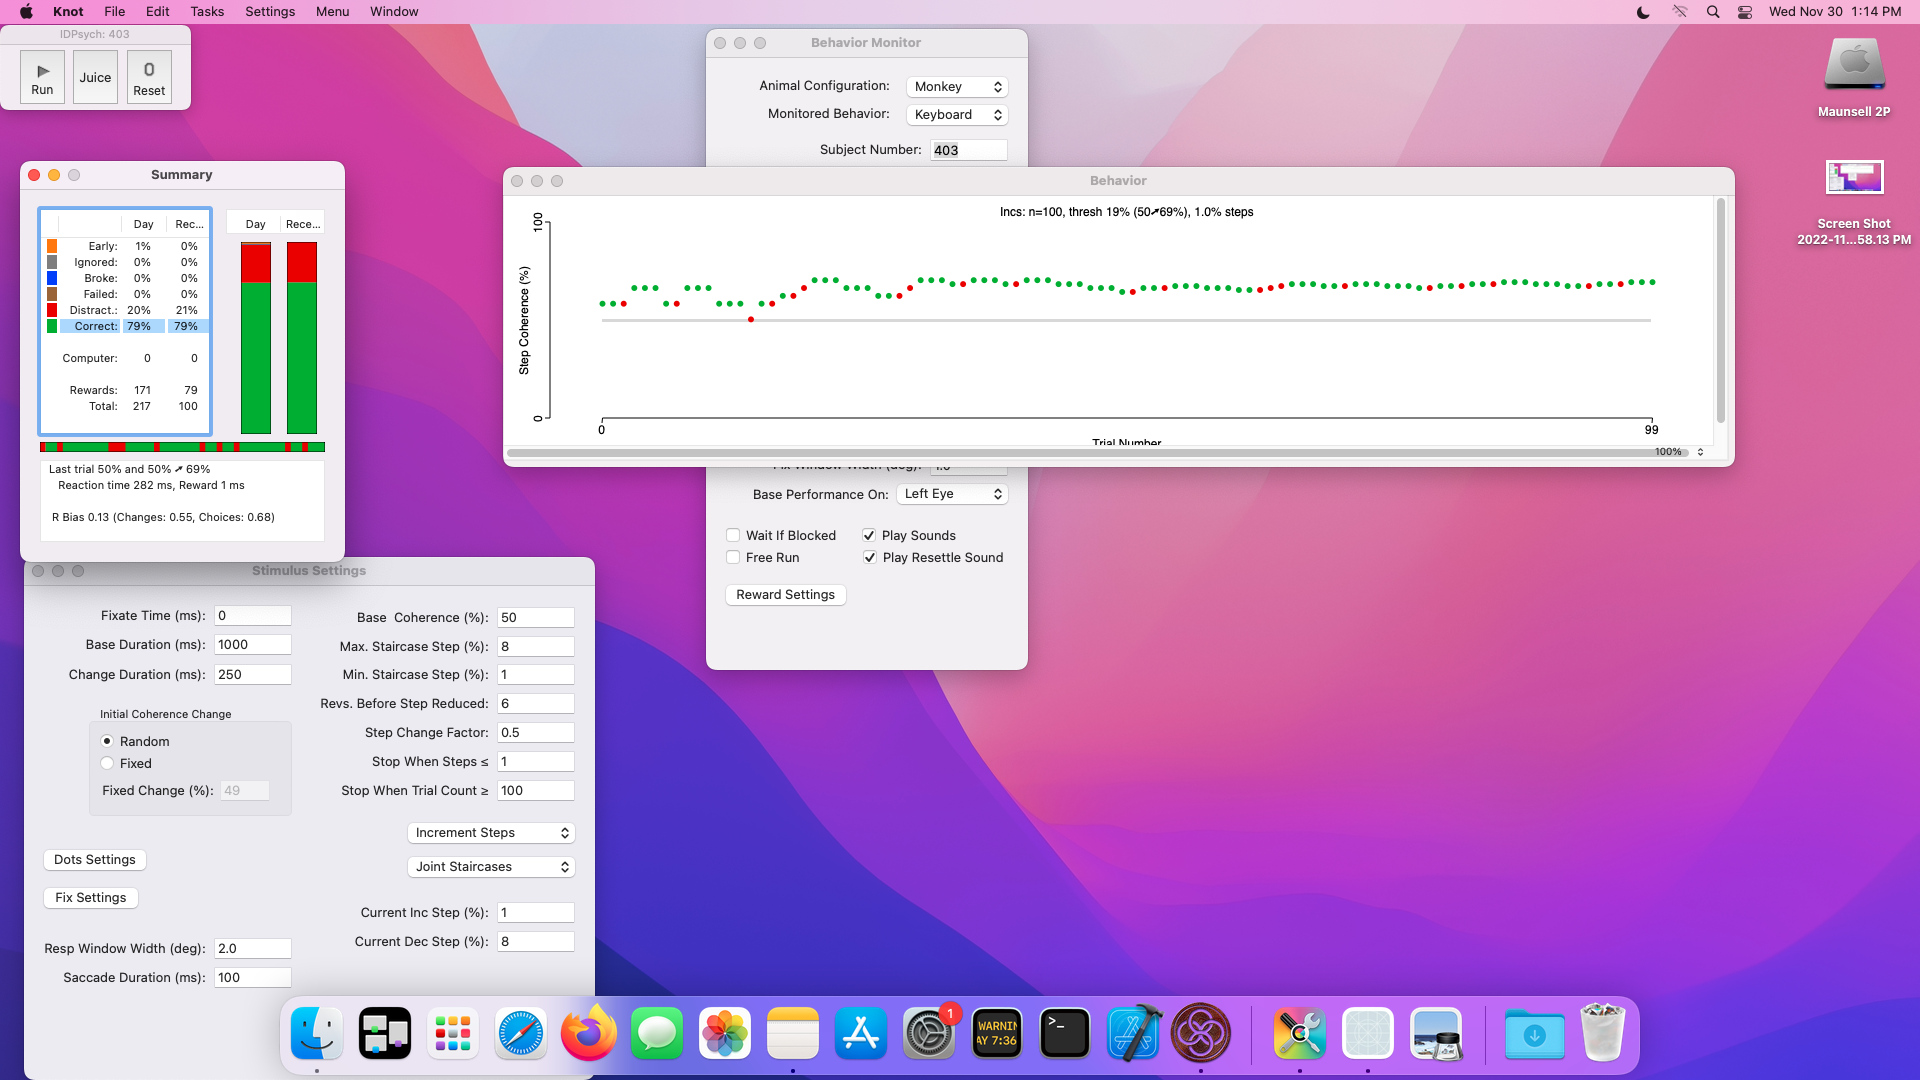 Knot File Edit Tasks Settings Menu Window
Wed Nov 30 1:14 PM
IDPsych: 403
Run
Juice
0
Reset
Maunsell 2P
Screen Shot
2022-11...58.13 PM
Behavior Monitor
Animal Configuration: Monkey
Monitored Behavior: Keyboard
Subject Number: 403
Summary
Day Rec...
Early: 1% 0%
Ignored: 0% 0%
Broke: 0% 0%
Failed: 0% 0%
Distract.: 20% 21%
Correct: 79% 79%
Computer: 0 0
Rewards: 171 79
Total: 217 100
Day Rece...
Last trial 50% and 50% ➚ 69%
Reaction time 282 ms, Reward 1 ms
R Bias 0.13 (Changes: 0.55, Choices: 0.68)
Behavior
Incs: n=100, thresh 19% (50➚69%), 1.0% steps
100
Step Coherence (%)
0
0
99
Trial Number
100%
Fix Window Width (deg): 1.0
Base Performance On: Left Eye
Wait If Blocked
Play Sounds
Free Run
Play Resettle Sound
Reward Settings
Stimulus Settings
Fixate Time (ms): 0
Base Duration (ms): 1000
Change Duration (ms): 250
Initial Coherence Change
Random
Fixed
Fixed Change (%): 49
Dots Settings
Fix Settings
Resp Window Width (deg): 2.0
Saccade Duration (ms): 100
Base Coherence (%): 50
Max. Staircase Step (%): 8
Min. Staircase Step (%): 1
Revs. Before Step Reduced: 6
Step Change Factor: 0.5
Stop When Steps ≤ 1
Stop When Trial Count ≥ 100
Increment Steps
Joint Staircases
Current Inc Step (%): 1
Current Dec Step (%): 8
1
WARNIN
AY 7:36
>_